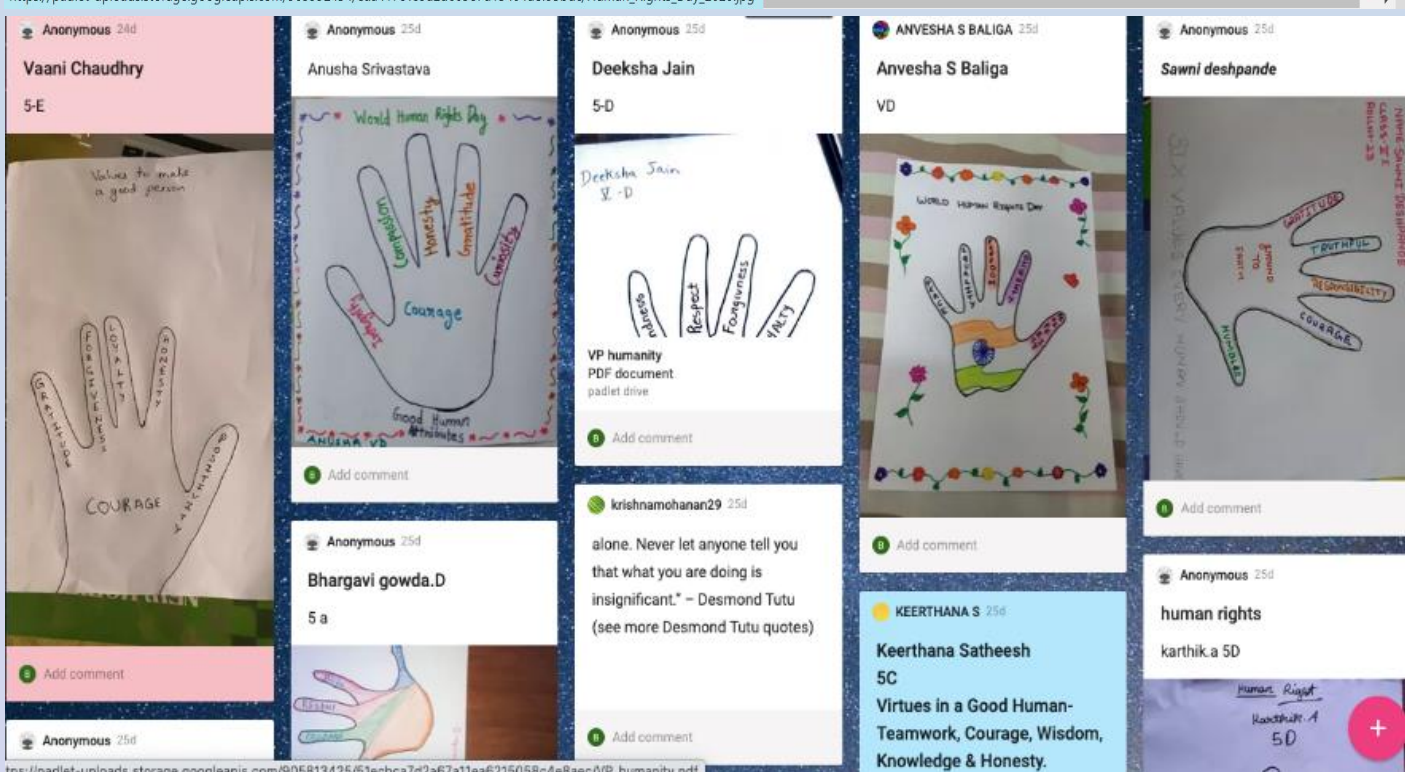 Anonymous 24d
Vaani Chaudhry
5-E
Values to make
a good person
GRATITUDE
FORGIVENESS
LOYALTY
HONESTY
PUNCTUALITY
COURAGE
Add comment
Anonymous 25d
Anonymous 25d
Anusha Srivastava
World Human Rights Day
Integrity
Compassion
Honesty
Gratitude
Curiosity
Courage
Good Human
Attributes
ANUSHA VD
Add comment
Anonymous 25d
Bhargavi gowda.D
5 a
Anonymous 25d
Deeksha Jain
5-D
Deeksha Jain
V -D
Respect
VP humanity
PDF document
padlet drive
Add comment
krishnamohanan29 25d
alone. Never let anyone tell you
that what you are doing is
insignificant." – Desmond Tutu
(see more Desmond Tutu quotes)
Add comment
ANVESHA S BALIGA 25d
Anvesha S Baliga
VD
WORLD HUMAN RIGHTS DAY
Add comment
KEERTHANA S 25d
Keerthana Satheesh
5C
Virtues in a Good Human-
Teamwork, Courage, Wisdom,
Knowledge & Honesty.
Anonymous 25d
Sawni deshpande
GRATITUDE
TRUTHFUL
RESPONSIBILITY
COURAGE
HUMBLE
TO
Add comment
Anonymous 25d
human rights
karthik.a 5D
Human Right
Karthik. A
5D